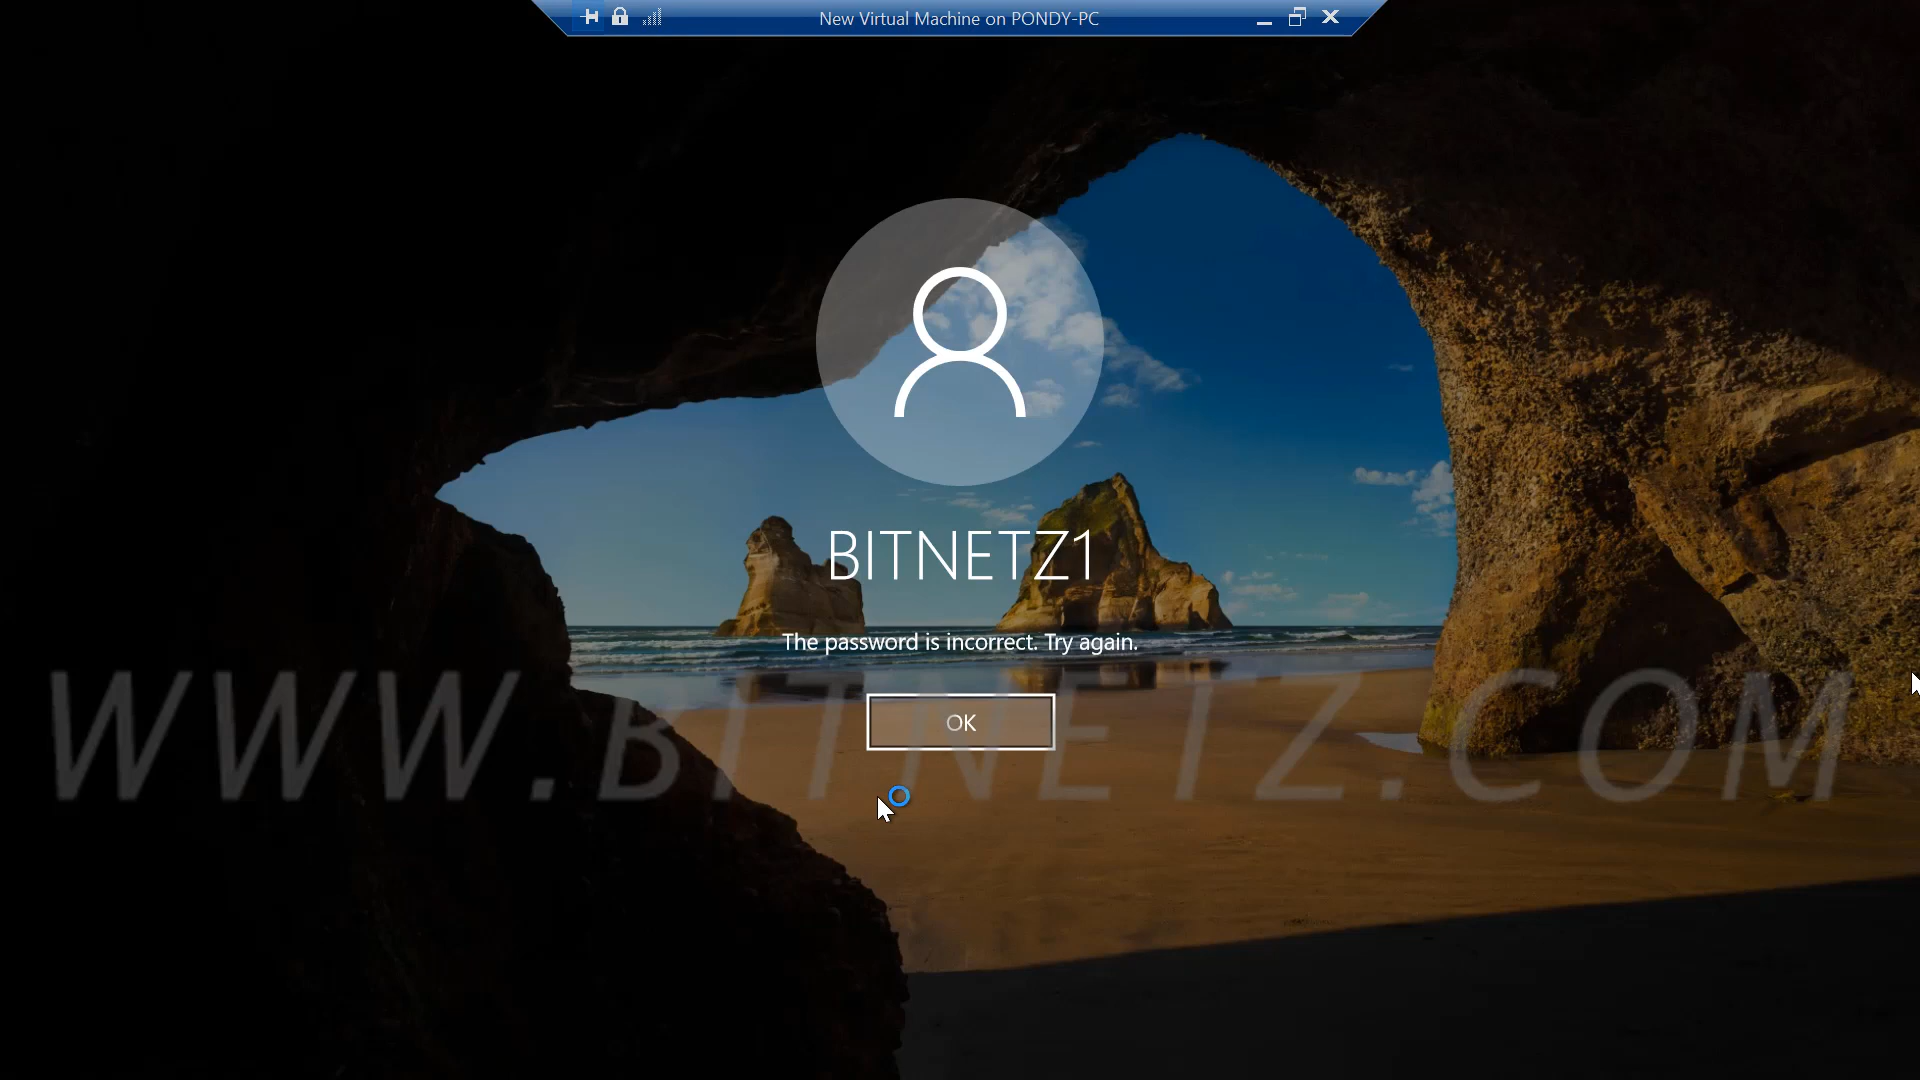 New Virtual Machine on PONDY-PC
BITNETZ1
The password is incorrect. Try again.
WWW.BITNETZ.COM
OK